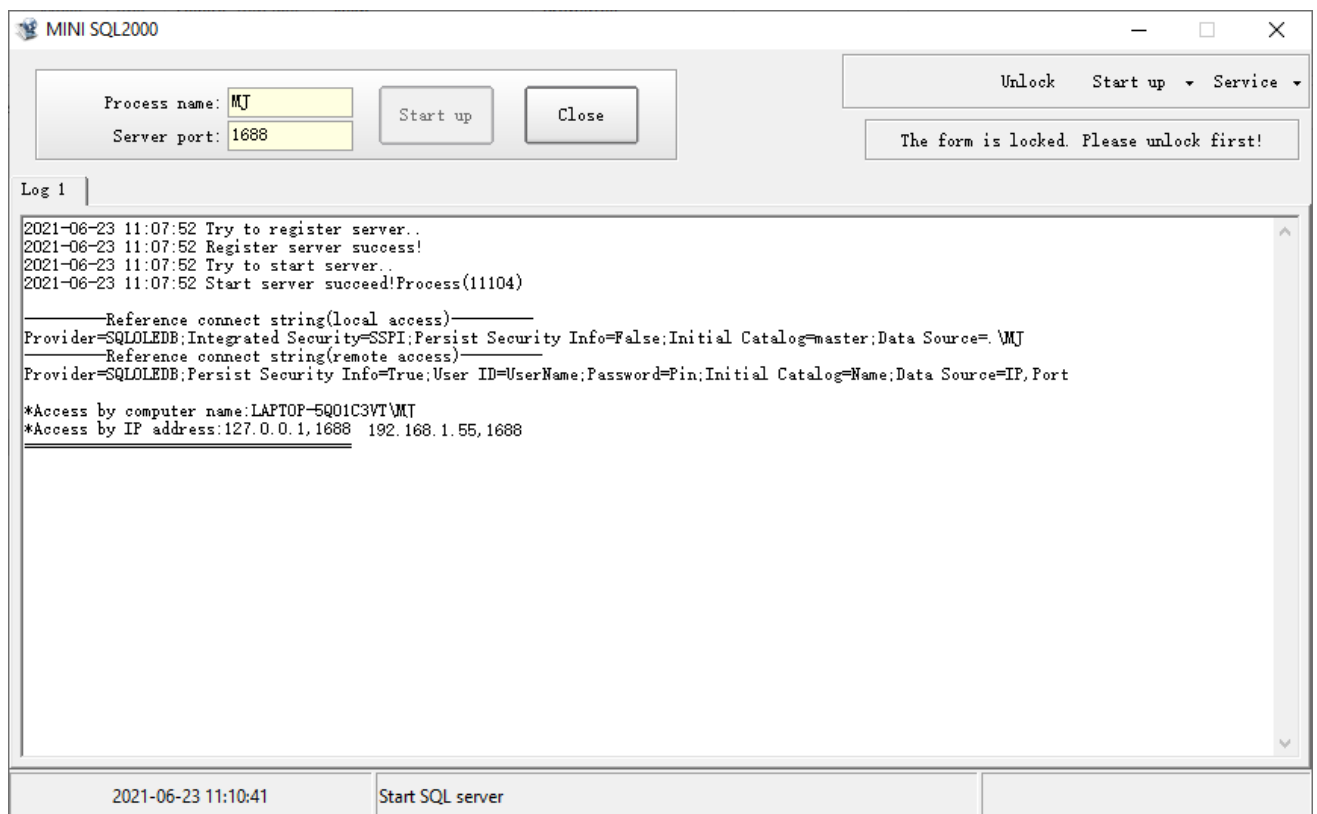 MINI SQL2000
Process name: MJ
Server port: 1688
Start up
Close
Unlock Start up Service
The form is locked. Please unlock first!
Log 1
2021-06-23 11:07:52 Try to register server..
2021-06-23 11:07:52 Register server success!
2021-06-23 11:07:52 Try to start server..
2021-06-23 11:07:52 Start server succeed!Process(11104)
————Reference connect string(local access)————
Provider=SQLOLEDB;Integrated Security=SSPI;Persist Security Info=False;Initial Catalog=master;Data Source=.\MJ
————Reference connect string(remote access)————
Provider=SQLOLEDB;Persist Security Info=True;User ID=UserName;Password=Pin;Initial Catalog=Name;Data Source=IP,Port
*Access by computer name:LAPTOP-5QO1C3VT\MJ
*Access by IP address:127.0.0.1,1688 192.168.1.55,1688
2021-06-23 11:10:41
Start SQL server